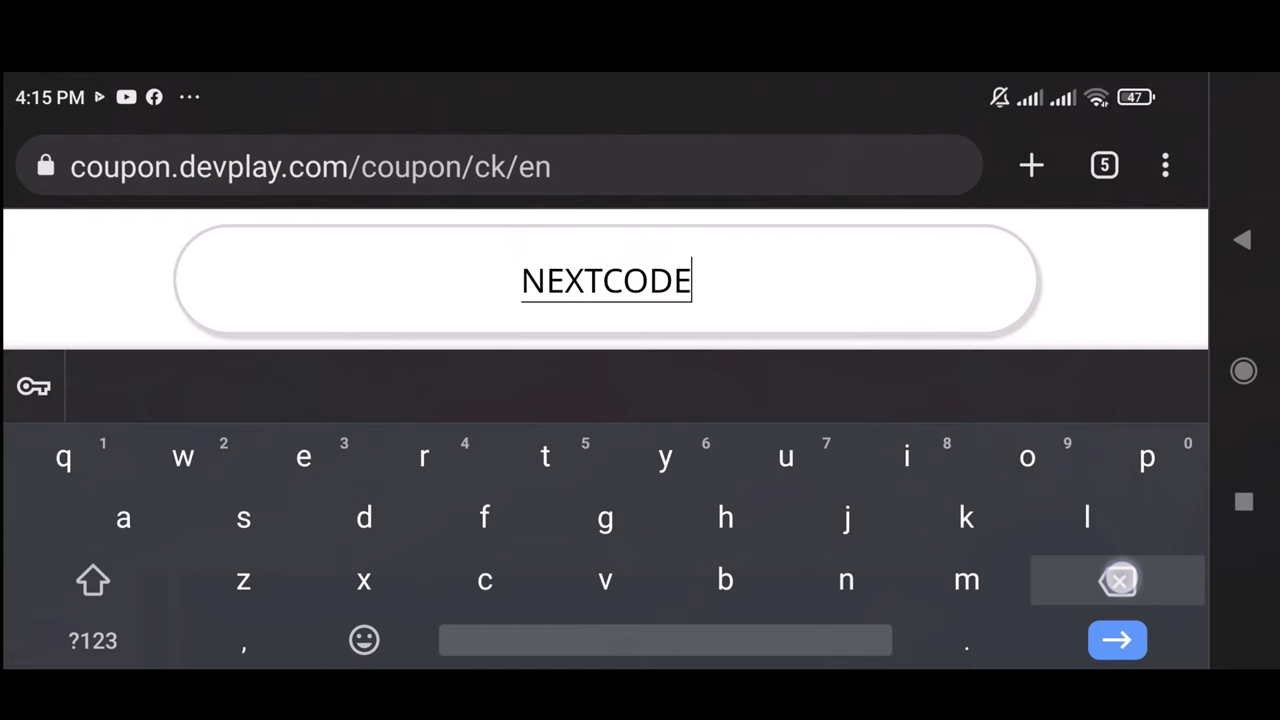 4:15 PM ... 47
coupon.devplay.com/coupon/ck/en 5
NEXTCODE
1 2 3 4 5 6 7 8 9 0
q w e r t y u i o p
a s d f g h j k l
z x c v b n m
?123 , .